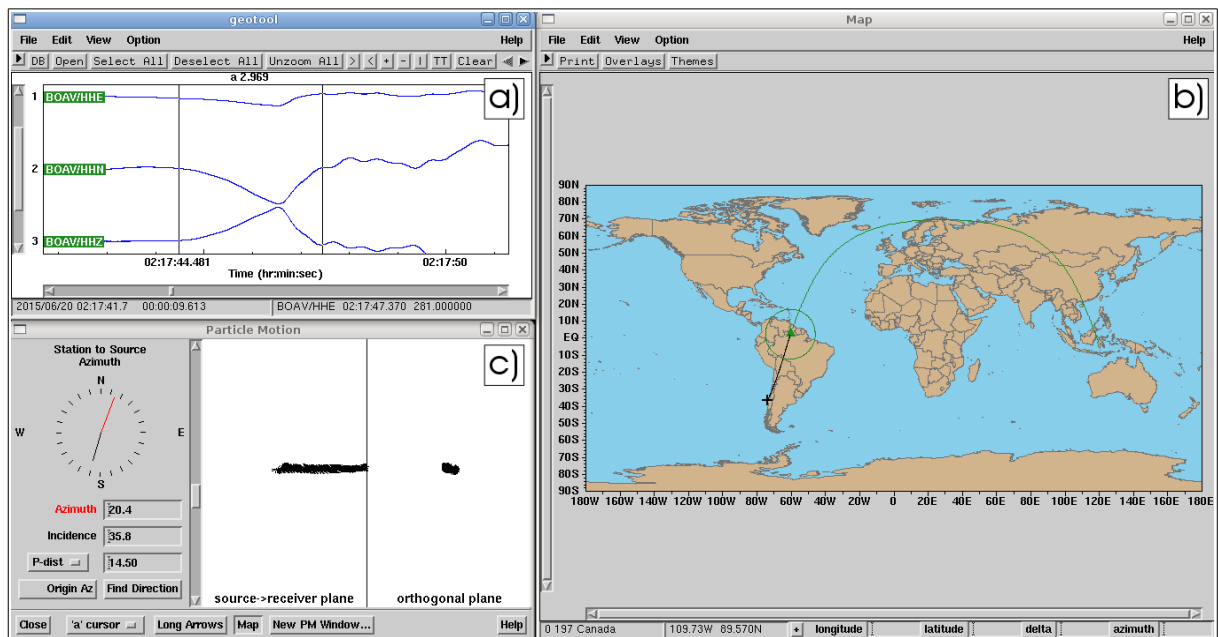 geotool
File Edit View Option Help
DB Open Select All Deselect All Unzoom All > < + - | TT Clear
a 2.969
a)
1 BOAV/HHE
2 BOAV/HHN
3 BOAV/HHZ
02:17:44.481 02:17:50
Time (hr:min:sec)
2015/06/20 02:17:41.7 00:00:09.613 BOAV/HHE 02:17:47.370 281.000000
Particle Motion
Station to Source
Azimuth
N
W E
S
c)
Azimuth 20.4
Incidence 35.8
P-dist 14.50
Origin Az Find Direction
source->receiver plane orthogonal plane
Close 'a' cursor Long Arrows Map New PM Window... Help
Map
File Edit View Option Help
Print Overlays Themes
b)
90N
80N
70N
60N
50N
40N
30N
20N
10N
EQ
10S
20S
30S
40S
50S
60S
70S
80S
90S
180W 160W 140W 120W 100W 80W 60W 40W 20W 0 20E 40E 60E 80E 100E 120E 140E 160E 180E
0 197 Canada 109.73W 89.570N + longitude latitude delta azimuth